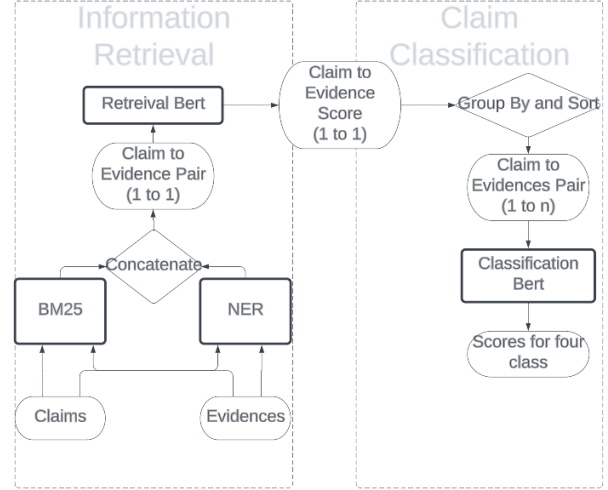 Information
Retrieval
Claim
Classification
Retreival Bert
Claim to
Evidence
Score
(1 to 1)
Group By and Sort
Claim to
Evidence Pair
(1 to 1)
Claim to
Evidences Pair
(1 to n)
Concatenate
Classification
Bert
BM25
NER
Scores for four
class
Claims
Evidences